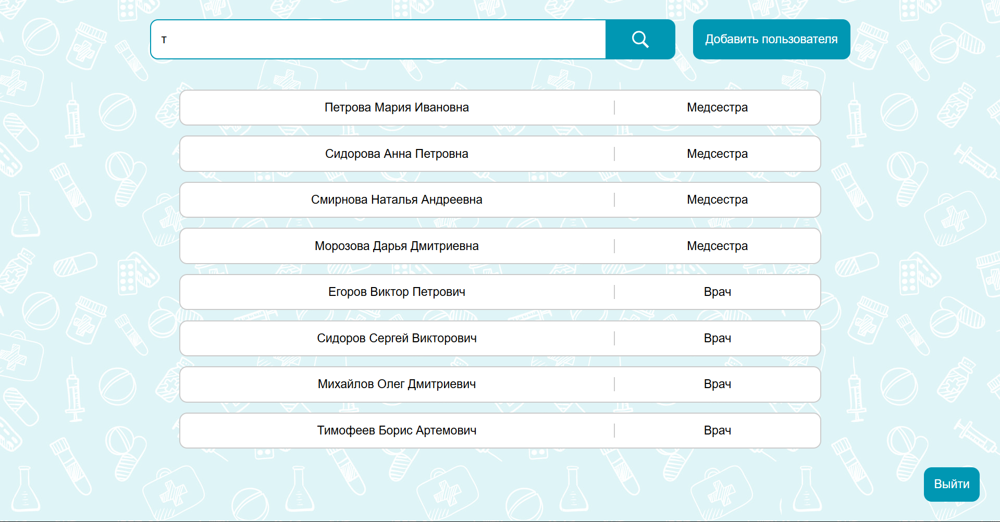 т
Добавить пользователя
Петрова Мария Ивановна Медсестра
Сидорова Анна Петровна Медсестра
Смирнова Наталья Андреевна Медсестра
Морозова Дарья Дмитриевна Медсестра
Егоров Виктор Петрович Врач
Сидоров Сергей Викторович Врач
Михайлов Олег Дмитриевич Врач
Тимофеев Борис Артемович Врач
Выйти